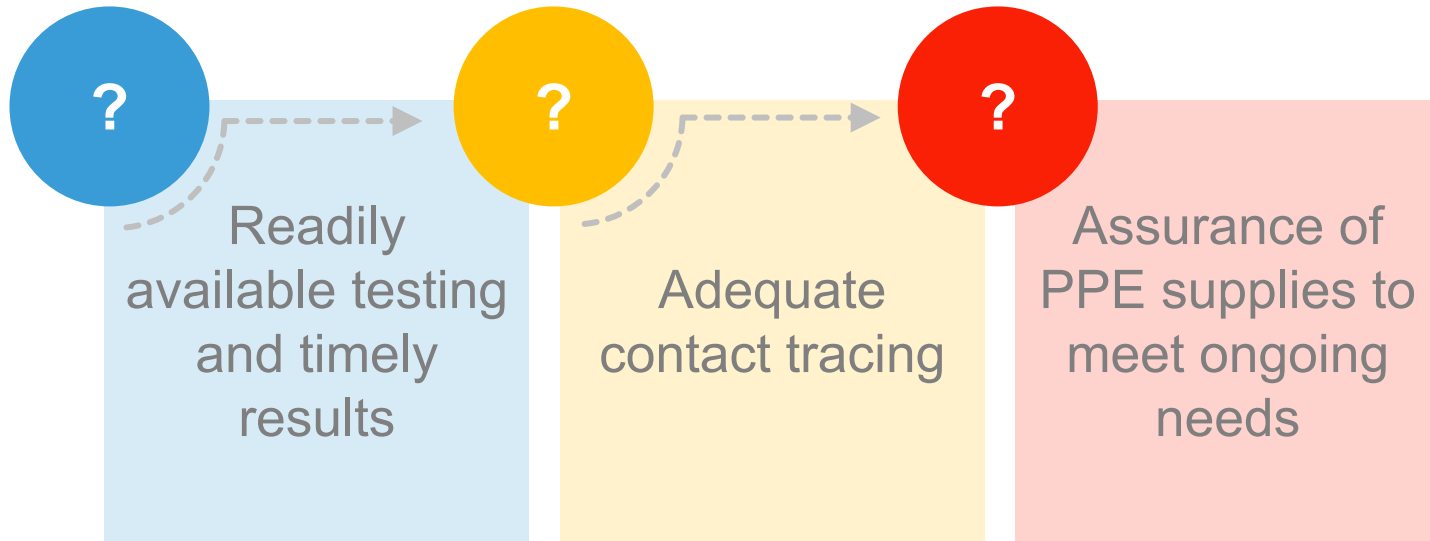 ?
Readily
available testing
and timely
results
?
Adequate
contact tracing
?
Assurance of
PPE supplies to
meet ongoing
needs